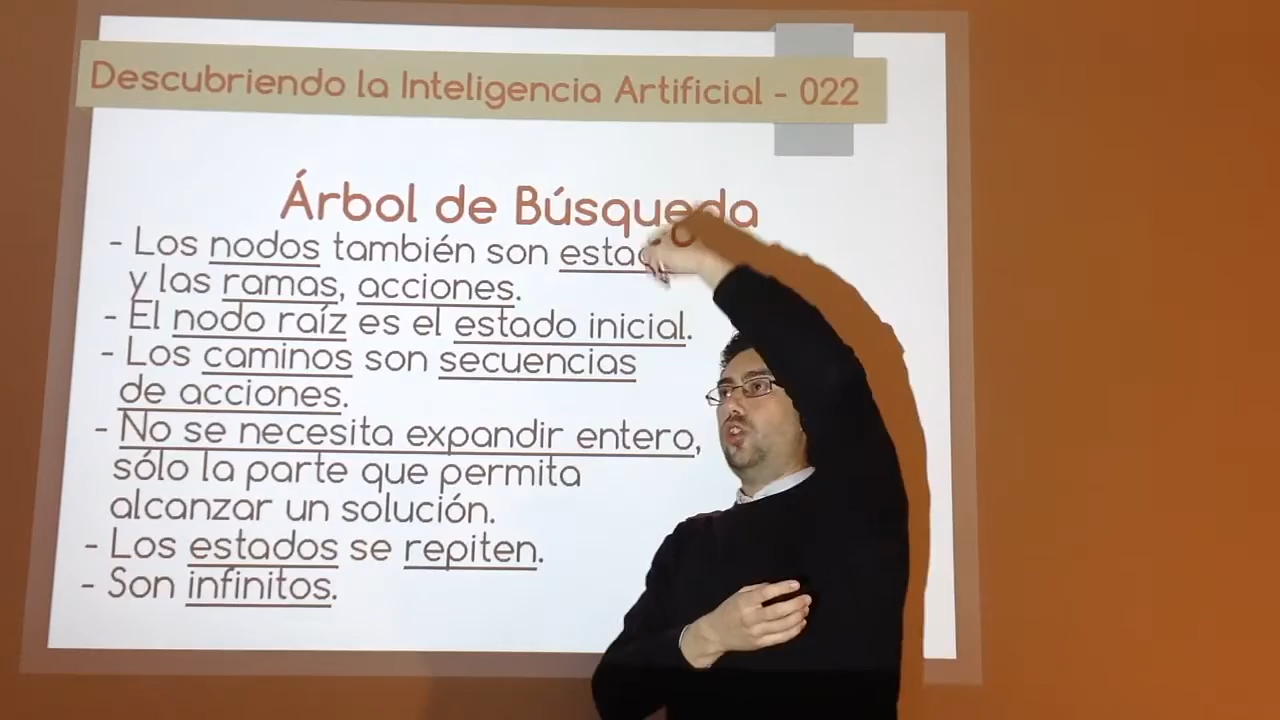 Descubriendo la Inteligencia Artificial - 022
Árbol de Búsqueda
- Los nodos también son
y las ramas, acciones.
- El nodo raíz es el estado inicial.
- Los caminos son secuencias
de acciones.
- No se necesita expandir entero,
sólo la parte que permita
alcanzar un solución.
- Los estados se repiten.
- Son infinitos.